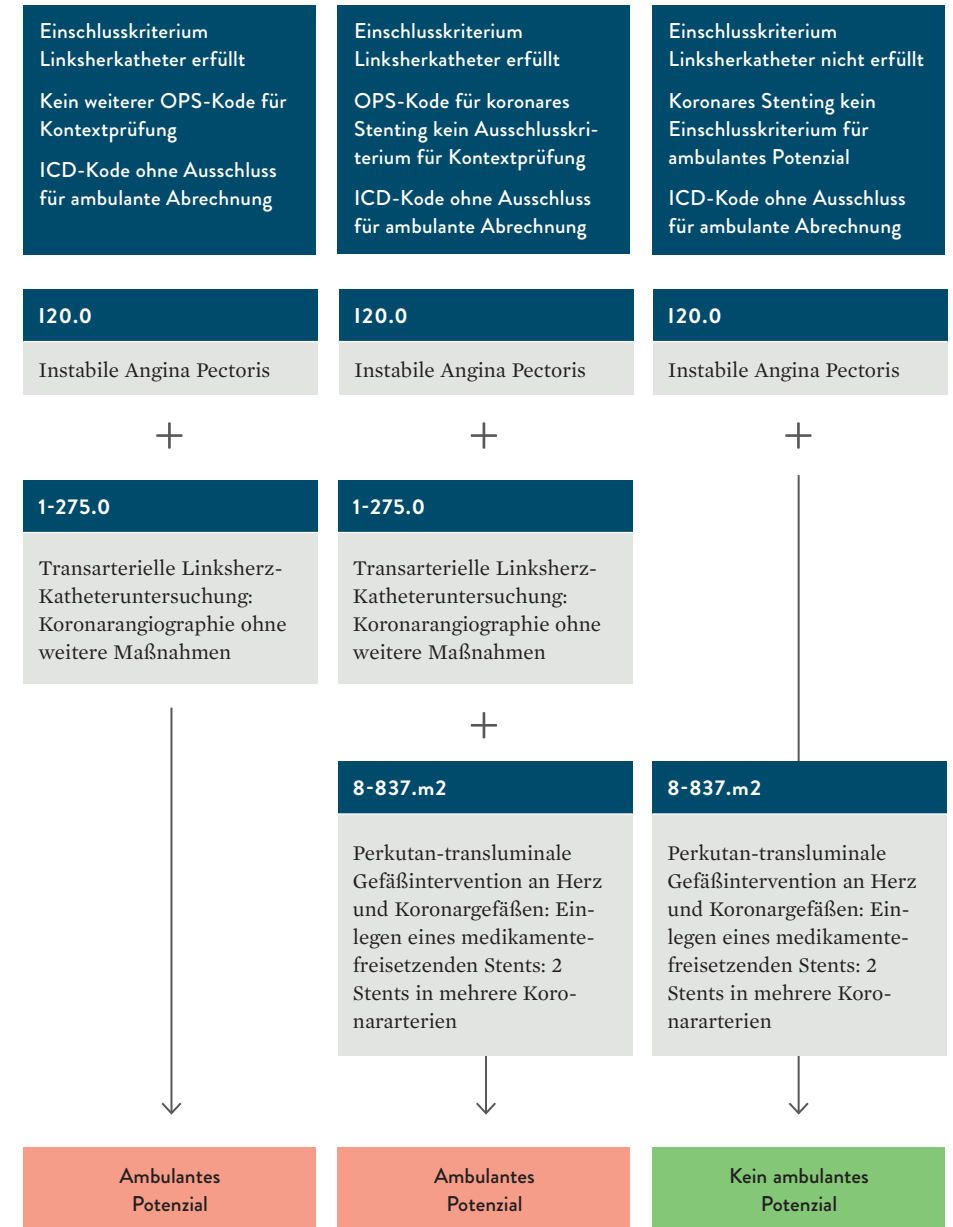 Einschlusskriterium
Linksherkatheter erfüllt
Kein weiterer OPS-Kode für
Kontextprüfung
ICD-Kode ohne Ausschluss
für ambulante Abrechnung
I20.0
Instabile Angina Pectoris
+
1-275.0
Transarterielle Linksherz-
Katheteruntersuchung:
Koronarangiographie ohne
weitere Maßnahmen
Ambulantes
Potenzial
Einschlusskriterium
Linksherkatheter erfüllt
OPS-Kode für koronares
Stenting kein Ausschlusskri-
terium für Kontextprüfung
ICD-Kode ohne Ausschluss
für ambulante Abrechnung
I20.0
Instabile Angina Pectoris
+
1-275.0
Transarterielle Linksherz-
Katheteruntersuchung:
Koronarangiographie ohne
weitere Maßnahmen
+
8-837.m2
Perkutan-transluminale
Gefäßintervention an Herz
und Koronargefäßen: Ein-
legen eines medikamente-
freisetzenden Stents: 2
Stents in mehrere Koro-
nararterien
Ambulantes
Potenzial
Einschlusskriterium
Linksherkatheter nicht erfüllt
Koronares Stenting kein
Einschlusskriterium für
ambulantes Potenzial
ICD-Kode ohne Ausschluss
für ambulante Abrechnung
I20.0
Instabile Angina Pectoris
+
8-837.m2
Perkutan-transluminale
Gefäßintervention an Herz
und Koronargefäßen: Ein-
legen eines medikamente-
freisetzenden Stents: 2
Stents in mehrere Koro-
nararterien
Kein ambulantes
Potenzial